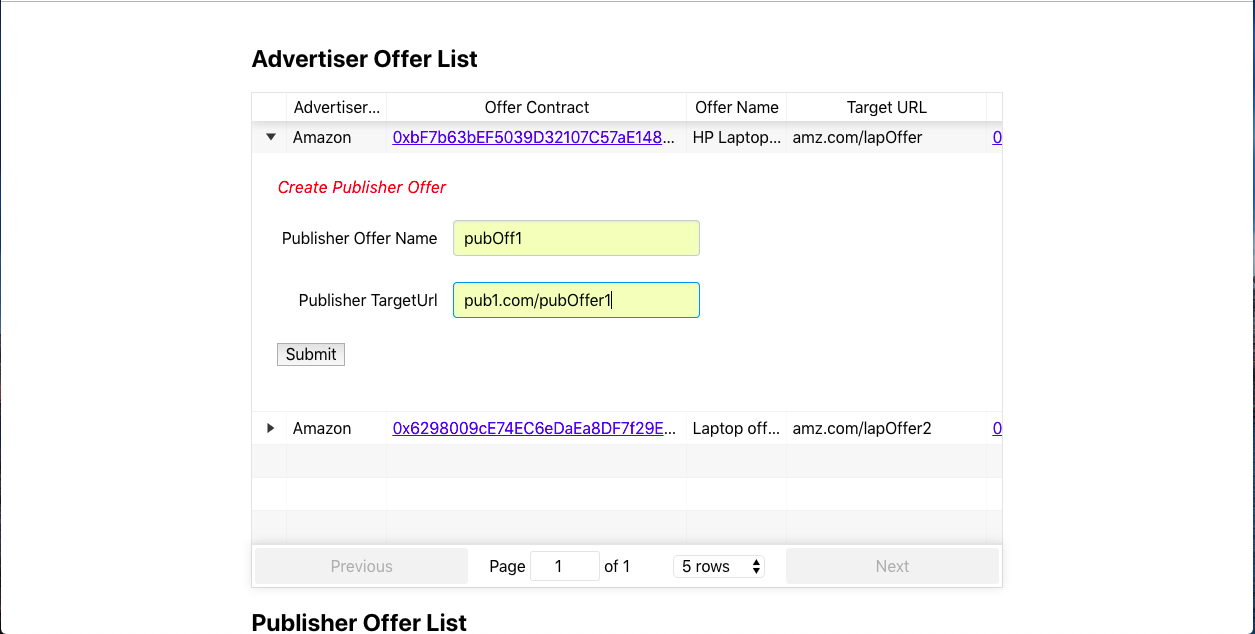 Advertiser Offer List
Advertiser... Offer Contract Offer Name Target URL
Amazon 0xbF7b63bEF5039D32107C57aE148... HP Laptop... amz.com/lapOffer 0
Create Publisher Offer
Publisher Offer Name pubOff1
Publisher TargetUrl pub1.com/pubOffer1
Submit
Amazon 0x6298009cE74EC6eDaEa8DF7f29E... Laptop off... amz.com/lapOffer2 0
Previous Page 1 of 1 5 rows Next
Publisher Offer List